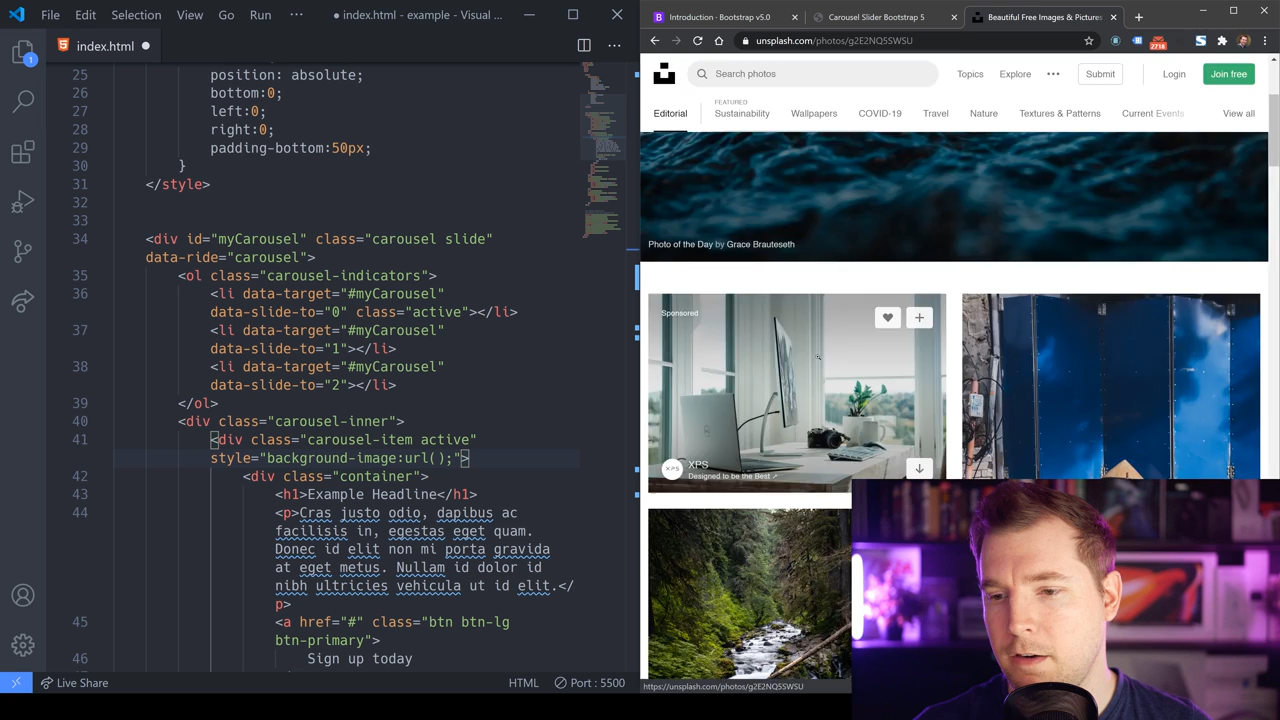 File Edit Selection View Go Run ··· ● index.html - example - Visual ...
index.html ●
25 position: absolute;
26 bottom:0;
27 left:0;
28 right:0;
29 padding-bottom:50px;
30 }
31 </style>
32
33
34 <div id="myCarousel" class="carousel slide"
data-ride="carousel">
35 <ol class="carousel-indicators">
36 <li data-target="#myCarousel"
data-slide-to="0" class="active"></li>
37 <li data-target="#myCarousel"
data-slide-to="1"></li>
38 <li data-target="#myCarousel"
data-slide-to="2"></li>
39 </ol>
40 <div class="carousel-inner">
41 <div class="carousel-item active"
style="background-image:url();">
42 <div class="container">
43 <h1>Example Headline</h1>
44 <p>Cras justo odio, dapibus ac
facilisis in, egestas eget quam.
Donec id elit non mi porta gravida
at eget metus. Nullam id dolor id
nibh ultricies vehicula ut id elit.</
p>
45 <a href="#" class="btn btn-lg
btn-primary">
46 Sign up today
1
Live Share HTML Port : 5500
B Introduction · Bootstrap v5.0
Carousel Slider Bootstrap 5
Beautiful Free Images & Pictures
unsplash.com/photos/g2E2NQ5SWSU
2716
Search photos
Topics Explore ··· Submit Login Join free
Editorial
FEATURED
Sustainability Wallpapers COVID-19 Travel Nature Textures & Patterns Current Events View all
Photo of the Day by Grace Brauteseth
Sponsored
XPS XPS
Designed to be the Best ↗
https://unsplash.com/photos/g2E2NQ5SWSU